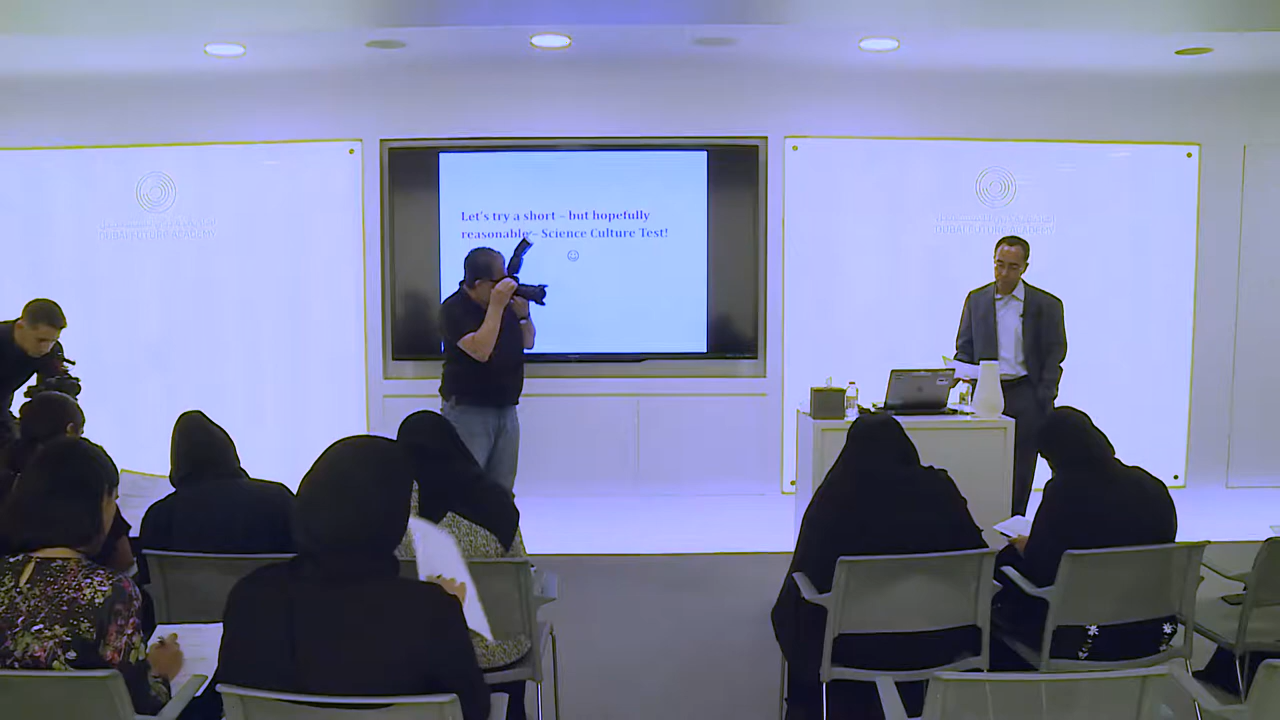 Let's try a short – but hopefully
reasonable – Science Culture Test!
☺
DUBAI FUTURE ACADEMY
DUBAI FUTURE ACADEMY